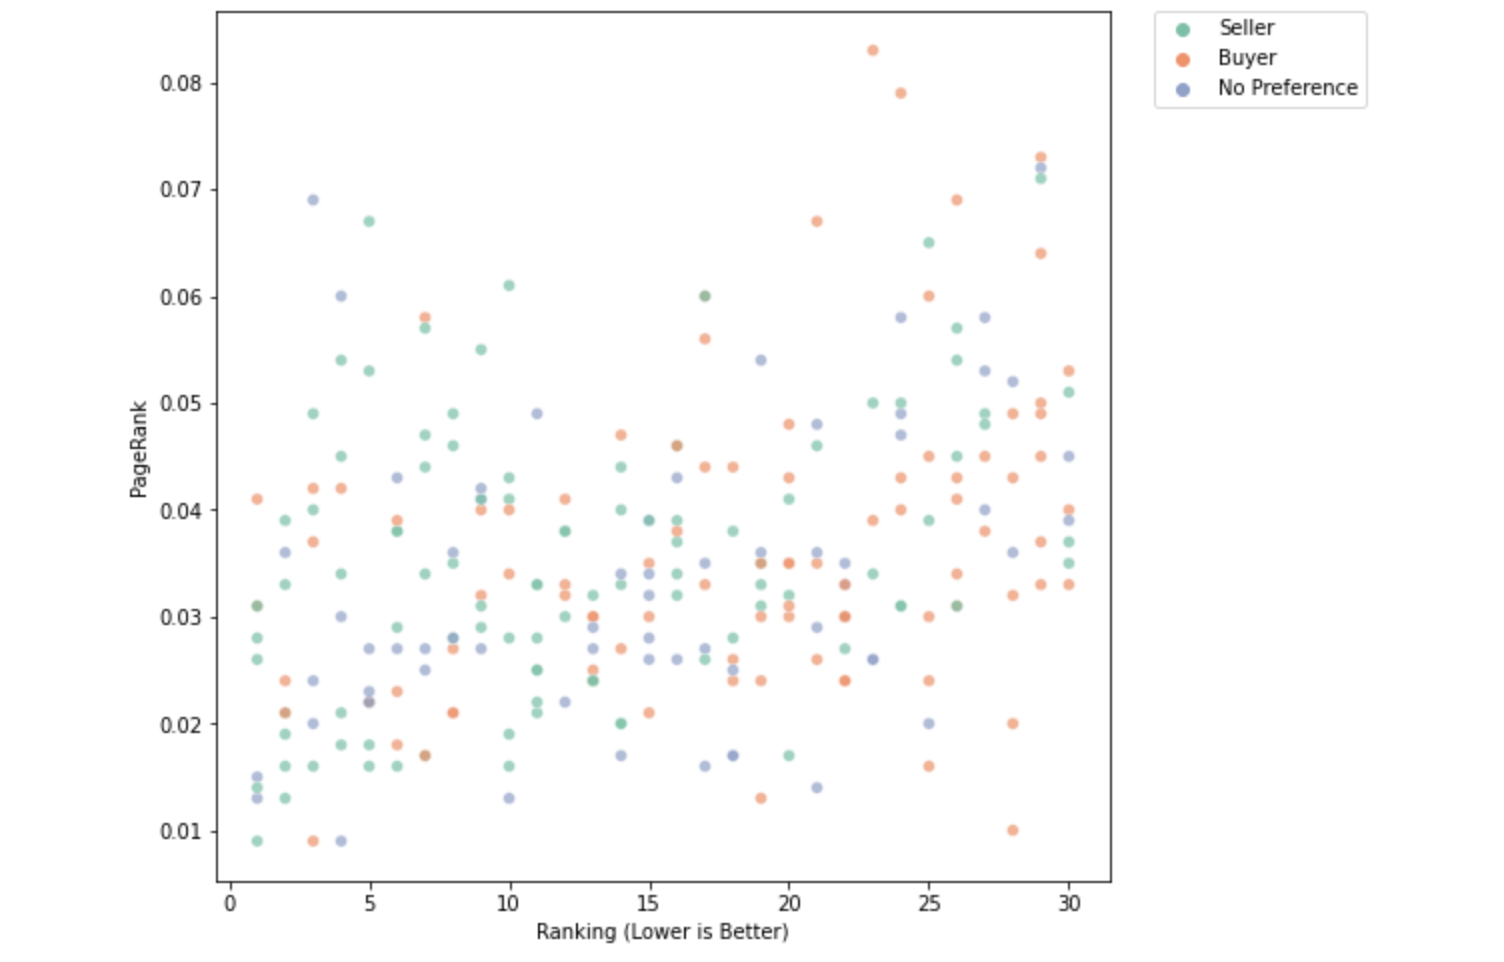 Seller
Buyer
No Preference
0.08
0.07
0.06
0.05
0.04
0.03
0.02
0.01
PageRank
0 5 10 15 20 25 30
Ranking (Lower is Better)